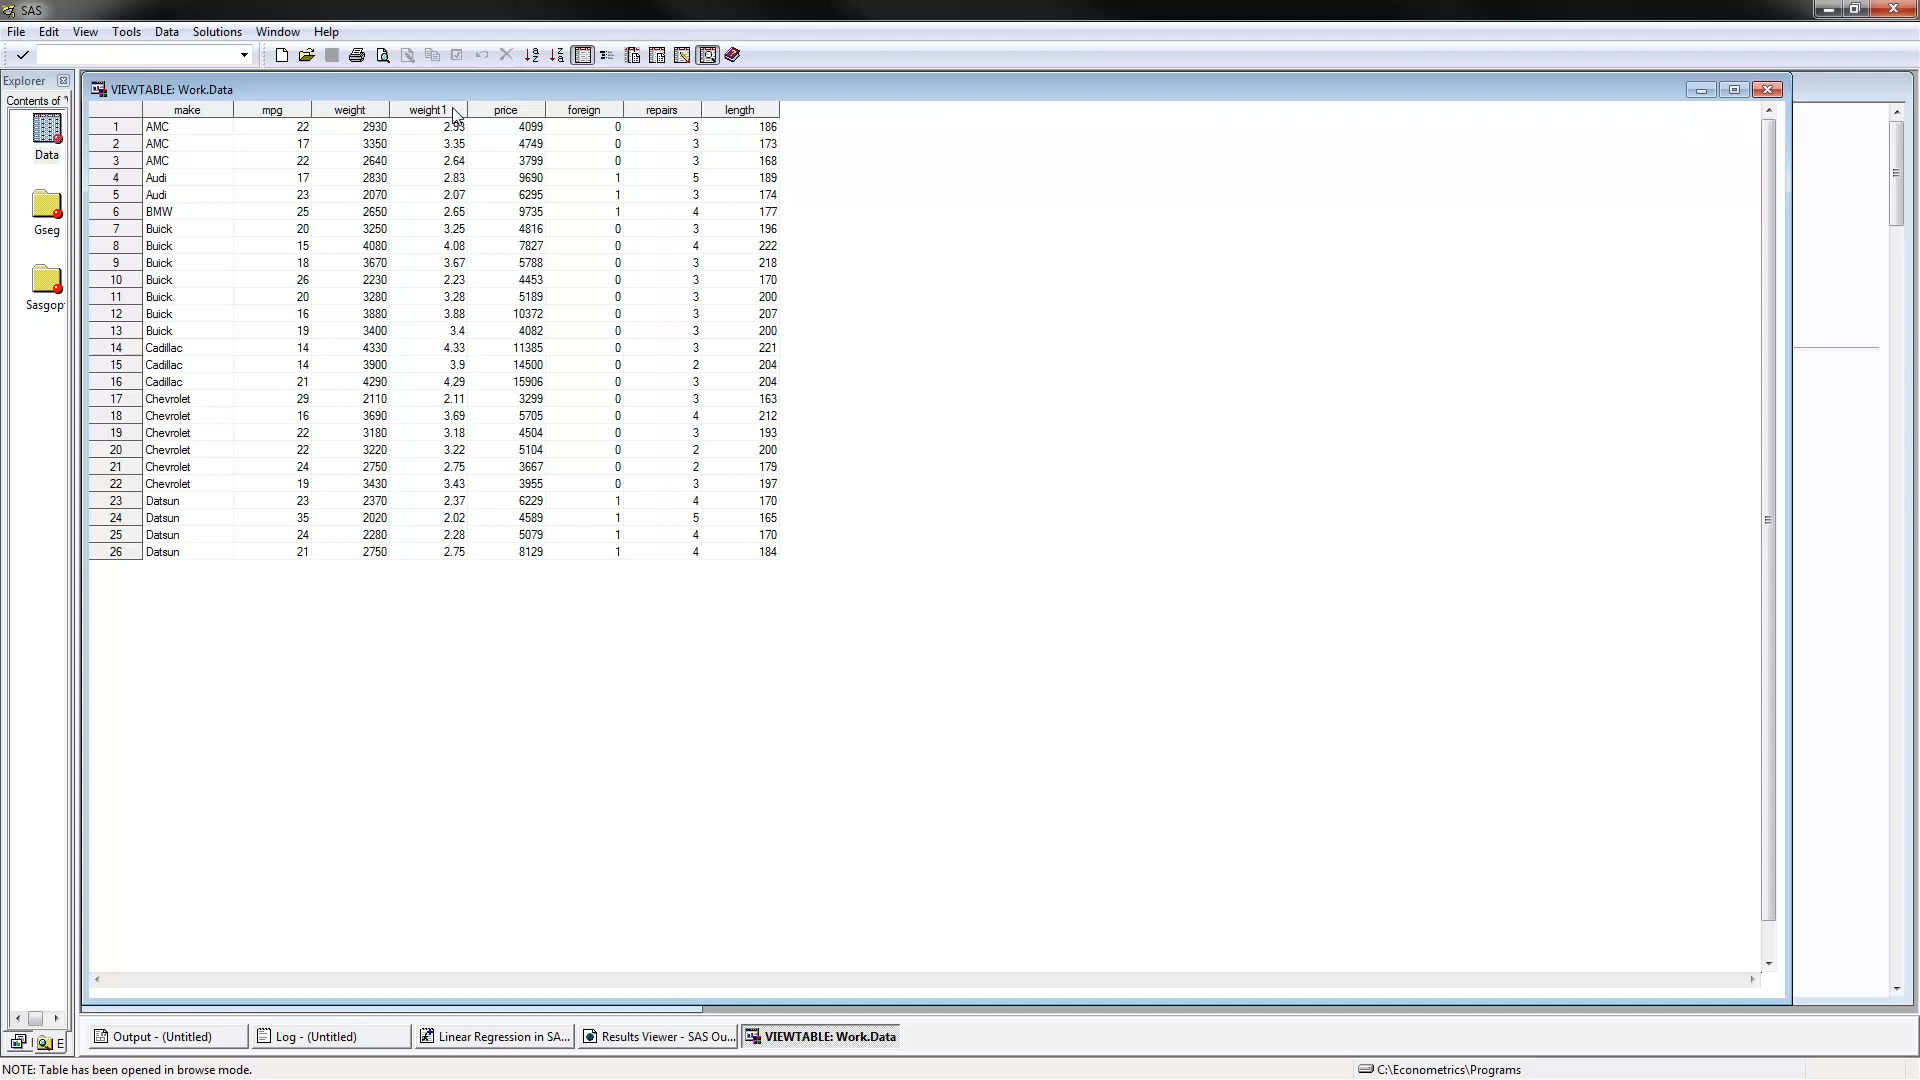 SAS
File Edit View Tools Data Solutions Window Help
Explorer
Contents of '
Data
Gseg
Sasgop
VIEWTABLE: Work.Data
make mpg weight weight1 price foreign repairs length
1 AMC 22 2930 2.93 4099 0 3 186
2 AMC 17 3350 3.35 4749 0 3 173
3 AMC 22 2640 2.64 3799 0 3 168
4 Audi 17 2830 2.83 9690 1 5 189
5 Audi 23 2070 2.07 6295 1 3 174
6 BMW 25 2650 2.65 9735 1 4 177
7 Buick 20 3250 3.25 4816 0 3 196
8 Buick 15 4080 4.08 7827 0 4 222
9 Buick 18 3670 3.67 5788 0 3 218
10 Buick 26 2230 2.23 4453 0 3 170
11 Buick 20 3280 3.28 5189 0 3 200
12 Buick 16 3880 3.88 10372 0 3 207
13 Buick 19 3400 3.4 4082 0 3 200
14 Cadillac 14 4330 4.33 11385 0 3 221
15 Cadillac 14 3900 3.9 14500 0 2 204
16 Cadillac 21 4290 4.29 15906 0 3 204
17 Chevrolet 29 2110 2.11 3299 0 3 163
18 Chevrolet 16 3690 3.69 5705 0 4 212
19 Chevrolet 22 3180 3.18 4504 0 3 193
20 Chevrolet 22 3220 3.22 5104 0 2 200
21 Chevrolet 24 2750 2.75 3667 0 2 179
22 Chevrolet 19 3430 3.43 3955 0 3 197
23 Datsun 23 2370 2.37 6229 1 4 170
24 Datsun 35 2020 2.02 4589 1 5 165
25 Datsun 24 2280 2.28 5079 1 4 170
26 Datsun 21 2750 2.75 8129 1 4 184
E
Output - (Untitled) Log - (Untitled) Linear Regression in SA... Results Viewer - SAS Ou... VIEWTABLE: Work.Data
NOTE: Table has been opened in browse mode. C:\Econometrics\Programs